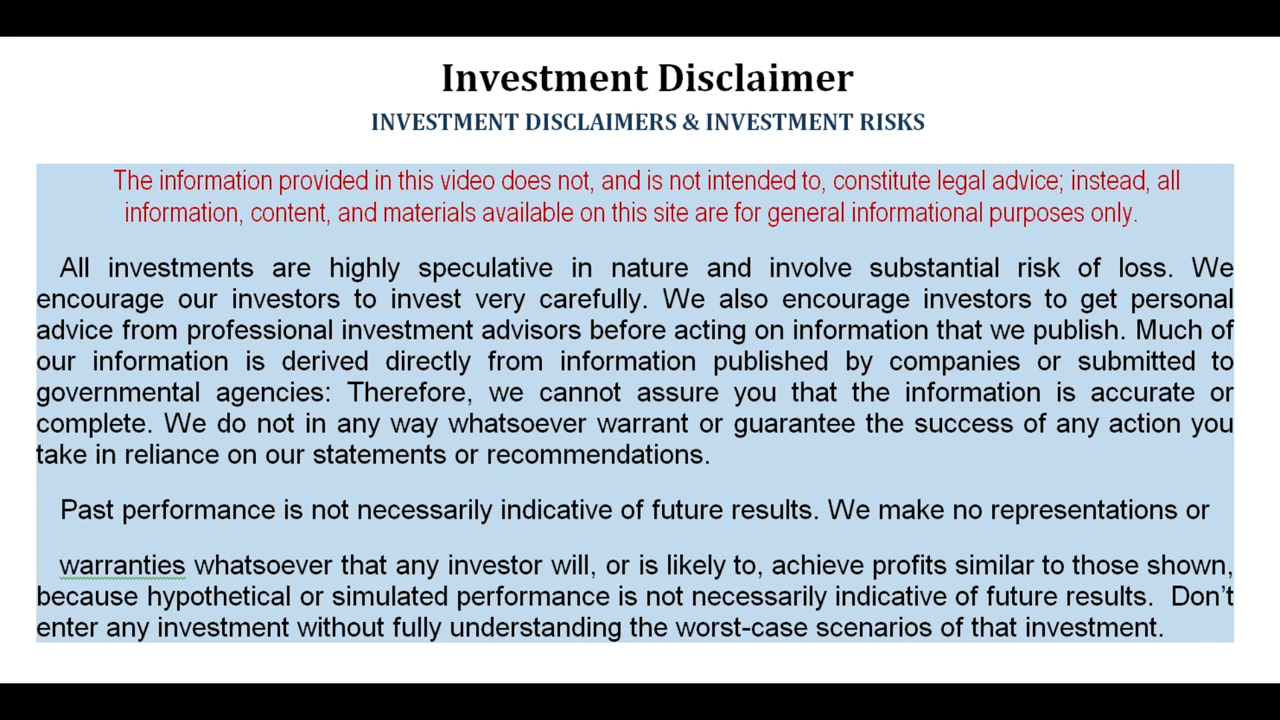 Investment Disclaimer
INVESTMENT DISCLAIMERS & INVESTMENT RISKS
The information provided in this video does not, and is not intended to, constitute legal advice; instead, all
information, content, and materials available on this site are for general informational purposes only.
All investments are highly speculative in nature and involve substantial risk of loss. We
encourage our investors to invest very carefully. We also encourage investors to get personal
advice from professional investment advisors before acting on information that we publish. Much of
our information is derived directly from information published by companies or submitted to
governmental agencies: Therefore, we cannot assure you that the information is accurate or
complete. We do not in any way whatsoever warrant or guarantee the success of any action you
take in reliance on our statements or recommendations.
Past performance is not necessarily indicative of future results. We make no representations or
warranties whatsoever that any investor will, or is likely to, achieve profits similar to those shown,
because hypothetical or simulated performance is not necessarily indicative of future results.  Don’t
enter any investment without fully understanding the worst-case scenarios of that investment.